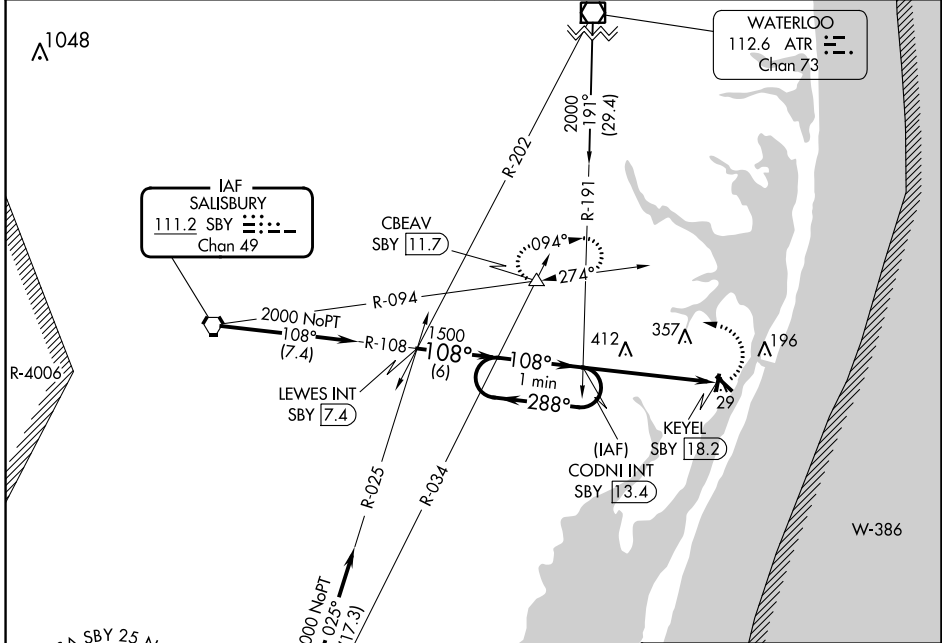 1048
WATERLOO
112.6 ATR
Chan 73
2000
191°
(29.4)
R-202
R-191
IAF
SALISBURY
111.2 SBY
Chan 49
CBEAV
SBY 11.7
094°
274°
R-094
2000 NoPT
108°
(7.4)
R-108
1500
108°
(6)
108°
1 min
288°
412
357
196
R-4006
LEWES INT
SBY 7.4
29
KEYEL
SBY 18.2
(IAF)
CODNI INT
SBY 13.4
R-025
R-034
W-386
000 NoPT
025°
17.3)
SBY 25 N